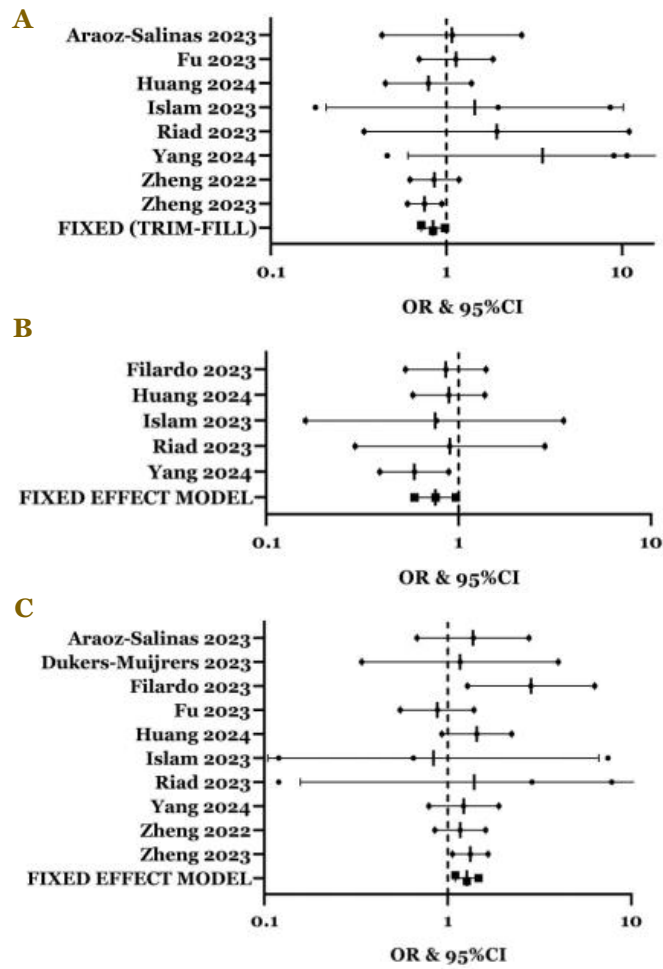 A
Araoz-Salinas 2023
Fu 2023
Huang 2024
Islam 2023
Riad 2023
Yang 2024
Zheng 2022
Zheng 2023
FIXED (TRIM-FILL)
0.1 1 10
OR & 95%CI
B
Filardo 2023
Huang 2024
Islam 2023
Riad 2023
Yang 2024
FIXED EFFECT MODEL
0.1 1 10
OR & 95%CI
C
Araoz-Salinas 2023
Dukers-Muijrers 2023
Filardo 2023
Fu 2023
Huang 2024
Islam 2023
Riad 2023
Yang 2024
Zheng 2022
Zheng 2023
FIXED EFFECT MODEL
0.1 1 10
OR & 95%CI